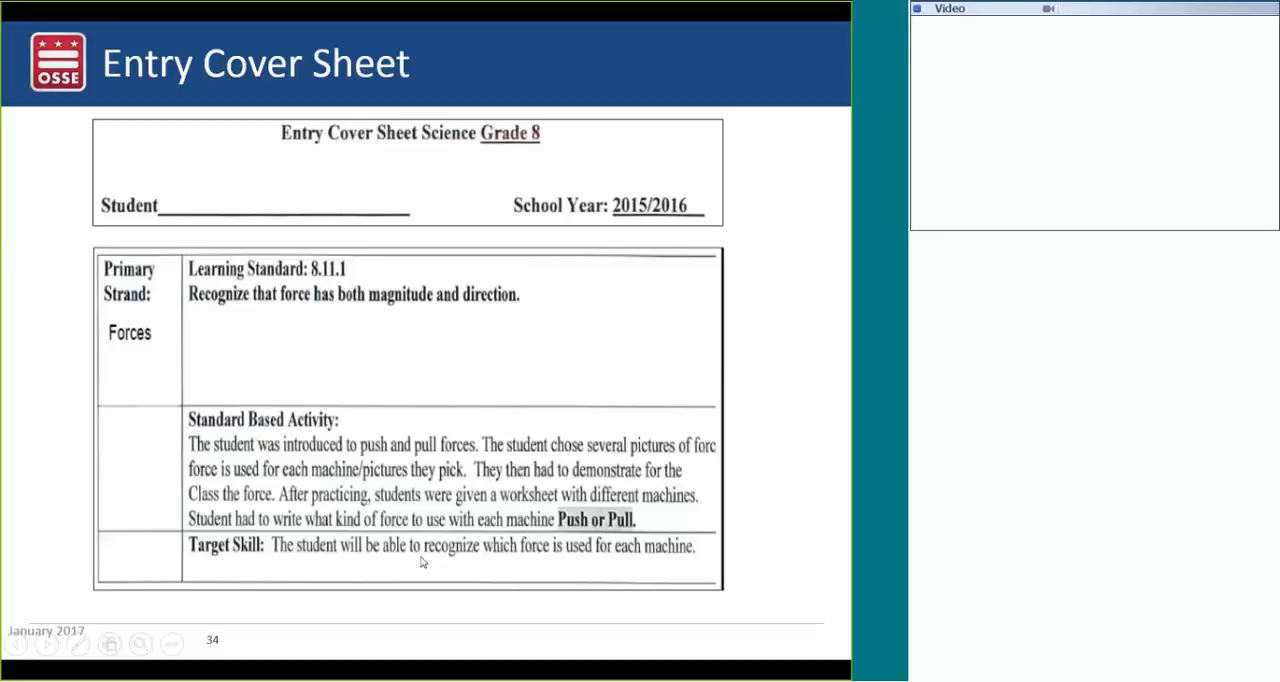 Video
OSSE
Entry Cover Sheet
Entry Cover Sheet Science Grade 8
Student
School Year: 2015/2016
Primary
Strand:
Forces
Learning Standard: 8.11.1
Recognize that force has both magnitude and direction.
Standard Based Activity:
The student was introduced to push and pull forces. The student chose several pictures of forc
force is used for each machine/pictures they pick. They then had to demonstrate for the
Class the force. After practicing, students were given a worksheet with different machines.
Student had to write what kind of force to use with each machine Push or Pull.
Target Skill: The student will be able to recognize which force is used for each machine.
January 2017
34